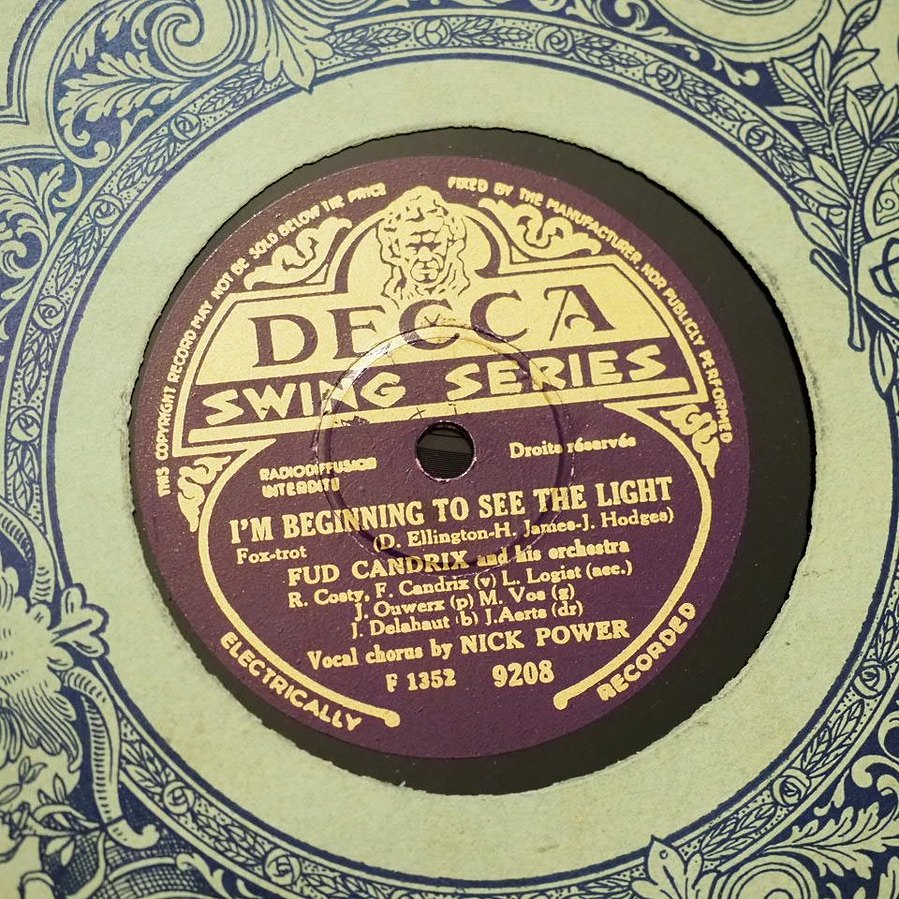 THIS COPYRIGHT RECORD MAY NOT BE SOLD BELOW THE PRICE FIXED BY THE MANUFACTURER, NOR PUBLICLY PERFORMED
DECCA
SWING SERIES
RADIODIFFUSION
INTERDITE
Droits réservés
I'M BEGINNING TO SEE THE LIGHT
(D. Ellington-H. James-J. Hodges)
Fox-trot
FUD CANDRIX and his orchestra
R. Costy, F. Candrix (v) L. Logist (acc.)
J. Ouwerx (p) M. Vos (g)
J. Delahaut (b) J.Aerts (dr)
Vocal chorus by NICK POWER
F 1352 9208
ELECTRICALLY RECORDED